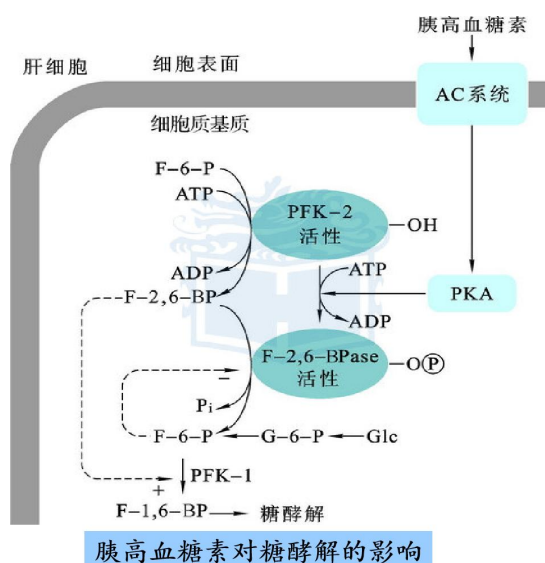 胰高血糖素
肝细胞
细胞表面
AC系统
细胞质基质
F-6-P
ATP
PFK-2
活性
-OH
ADP
ATP
PKA
F-2,6-BP
ADP
F-2,6-BPase
活性
-OⓅ
−
Pi
F-6-P
G-6-P
Glc
PFK-1
+
F-1,6-BP
糖酵解
胰高血糖素对糖酵解的影响